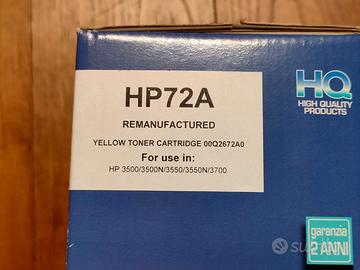 HP72A
REMANUFACTURED
YELLOW TONER CARTRIDGE 00Q2672A0
For use in:
HP 3500/3500N/3550/3550N/3700
HQ
HIGH QUALITY
PRODUCTS
garanzia
2 ANNI
subito